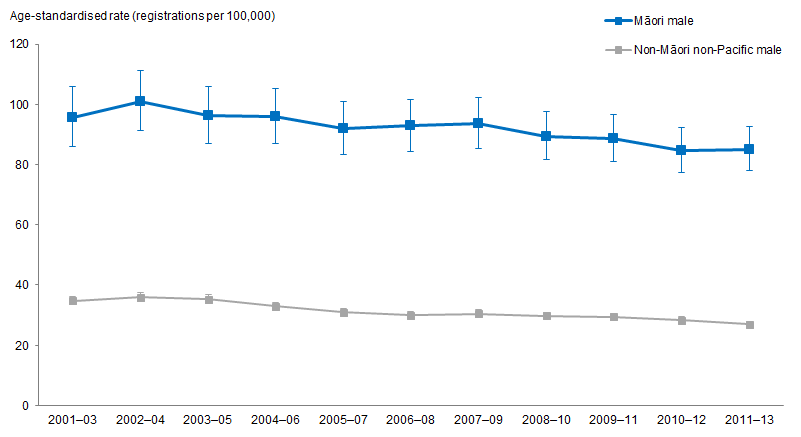 Age-standardised rate (registrations per 100,000)
Māori male
Non-Māori non-Pacific male
120
100
80
60
40
20
0
2001–03 2002–04 2003–05 2004–06 2005–07 2006–08 2007–09 2008–10 2009–11 2010–12 2011–13